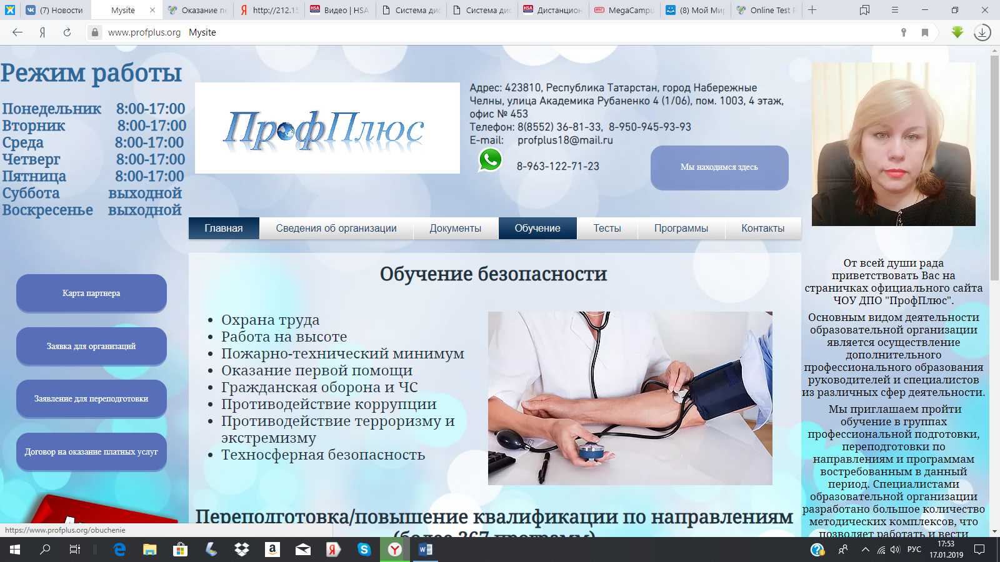 (7) Новости
Mysite
Оказание пе
http://212.15
Видео | HSA
Система дис
Система дис
Дистанцион
MegaCampu
(8) Мой Мир
Online Test P
www.profplus.org Mysite
Режим работы
Понедельник 8:00-17:00
Вторник 8:00-17:00
Среда 8:00-17:00
Четверг 8:00-17:00
Пятница 8:00-17:00
Суббота выходной
Воскресенье выходной
ПрофПлюс
Адрес: 423810, Республика Татарстан, город Набережные
Челны, улица Академика Рубаненко 4 (1/06), пом. 1003, 4 этаж,
офис № 453
Телефон: 8(8552) 36-81-33, 8-950-945-93-93
E-mail: profplus18@mail.ru
8-963-122-71-23
Мы находимся здесь
Главная
Сведения об организации
Документы
Обучение
Тесты
Программы
Контакты
Карта партнера
Заявка для организаций
Заявление для переподготовки
Договор на оказание платных услуг
Обучение безопасности
• Охрана труда
• Работа на высоте
• Пожарно-технический минимум
• Оказание первой помощи
• Гражданская оборона и ЧС
• Противодействие коррупции
• Противодействие терроризму и
экстремизму
• Техносферная безопасность
Переподготовка/повышение квалификации по направлениям
(более 267 программ)
От всей души рада
приветствовать Вас на
страничках официального сайта
ЧОУ ДПО "ПрофПлюс".
Основным видом деятельности
образовательной организации
является осуществление
дополнительного
профессионального образования
руководителей и специалистов
из различных сфер деятельности.
Мы приглашаем пройти
обучение в группах
профессиональной подготовки,
переподготовки по
направлениям и программам
востребованным в данный
период. Специалистами
образовательной организации
разработано большое количество
методических комплексов, что
позволяет работать и вести
https://www.profplus.org/obuchenie
РУС
17:53
17.01.2019